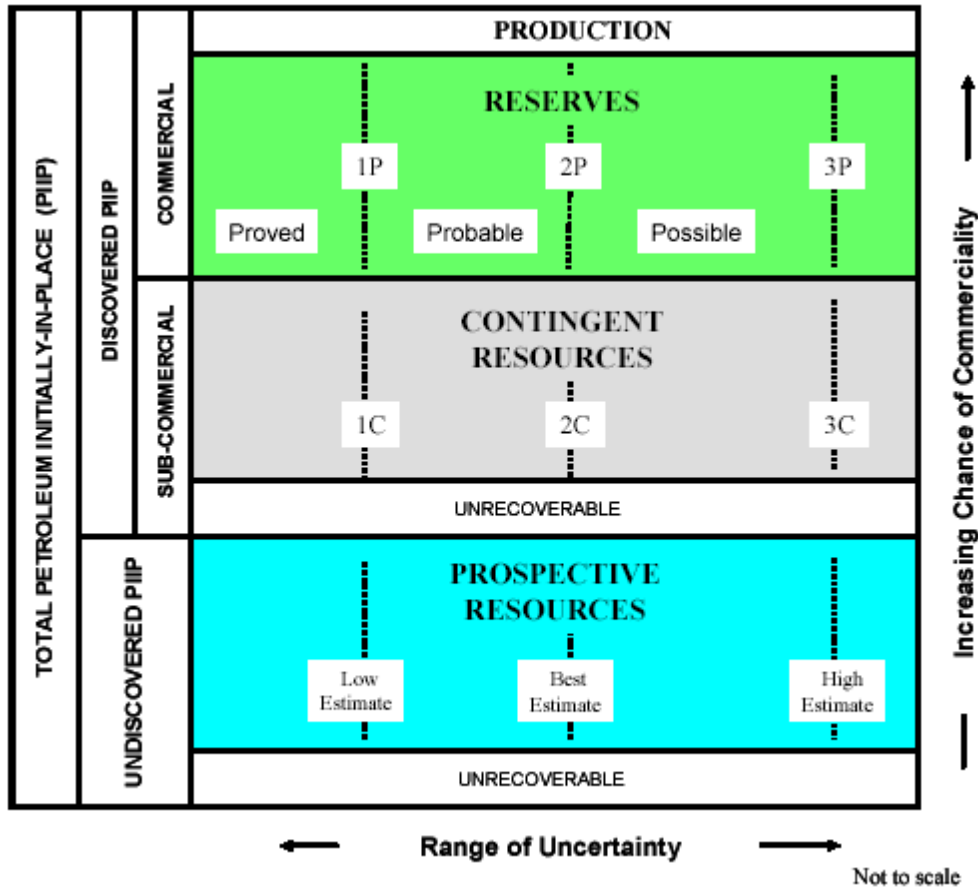 TOTAL PETROLEUM INITIALLY-IN-PLACE (PIIP)
DISCOVERED PIIP
UNDISCOVERED PIIP
COMMERCIAL
SUB-COMMERCIAL
PRODUCTION
RESERVES
1P
2P
3P
Proved
Probable
Possible
CONTINGENT
RESOURCES
1C
2C
3C
UNRECOVERABLE
PROSPECTIVE
RESOURCES
Low
Estimate
Best
Estimate
High
Estimate
UNRECOVERABLE
Increasing Chance of Commerciality
Range of Uncertainty
Not to scale